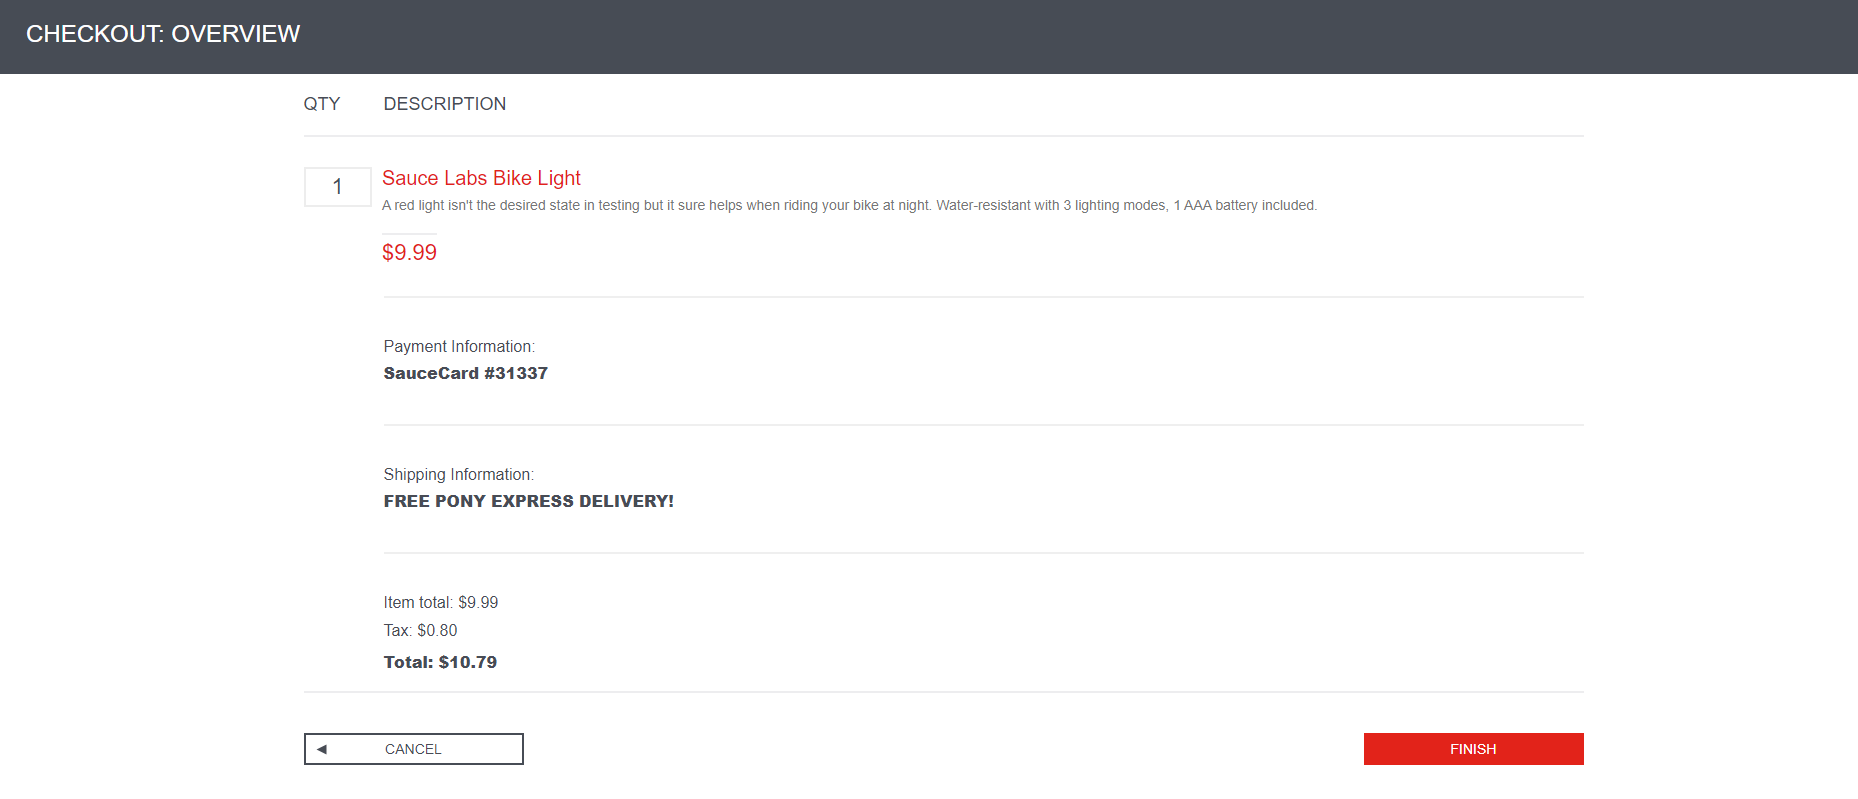 CHECKOUT: OVERVIEW
QTY DESCRIPTION
1 Sauce Labs Bike Light
A red light isn't the desired state in testing but it sure helps when riding your bike at night. Water-resistant with 3 lighting modes, 1 AAA battery included.
$9.99
Payment Information:
SauceCard #31337
Shipping Information:
FREE PONY EXPRESS DELIVERY!
Item total: $9.99
Tax: $0.80
Total: $10.79
CANCEL FINISH